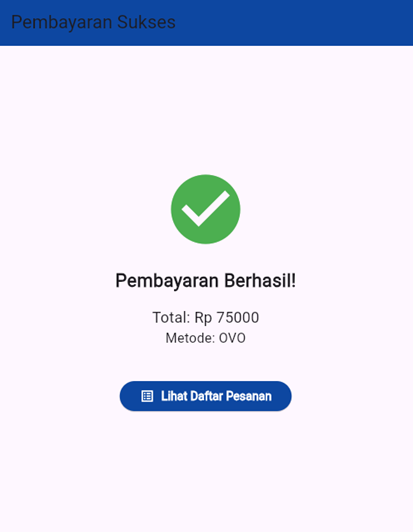 Pembayaran Sukses
Pembayaran Berhasil!
Total: Rp 75000
Metode: OVO
Lihat Daftar Pesanan